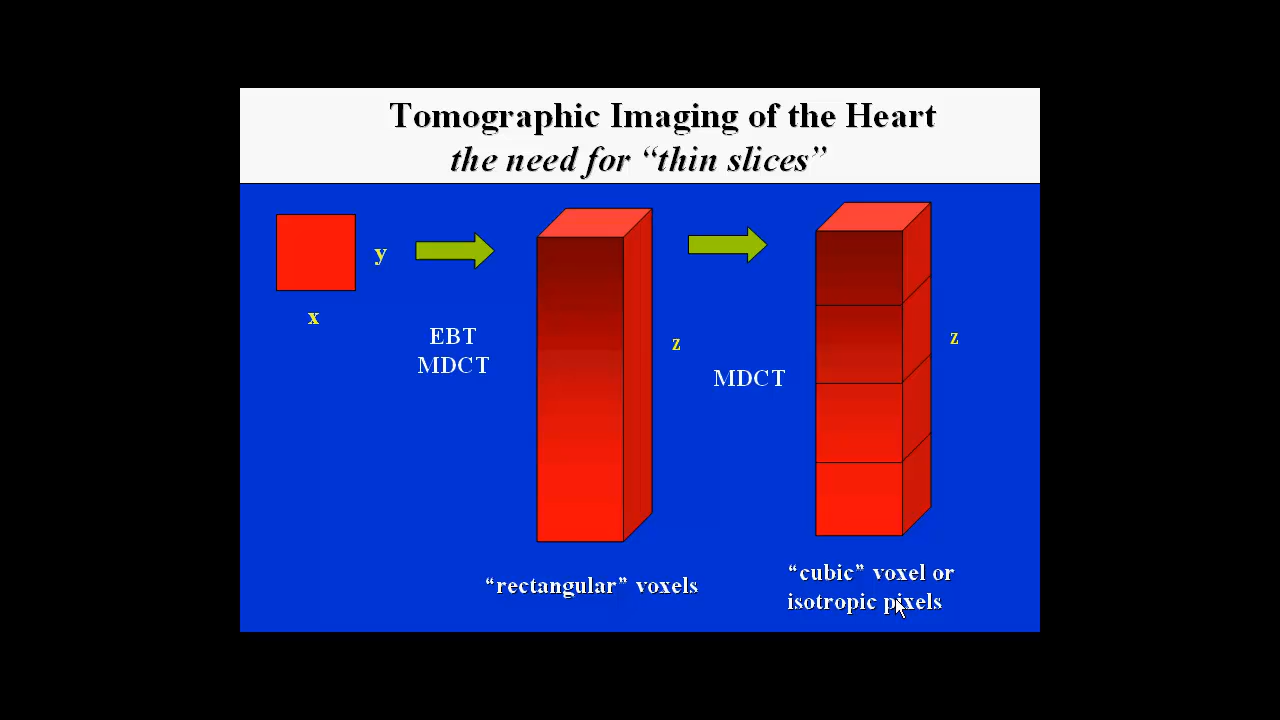 Tomographic Imaging of the Heart
the need for “thin slices”
y
x
EBT
MDCT
z
MDCT
z
“rectangular” voxels
“cubic” voxel or
isotropic pixels